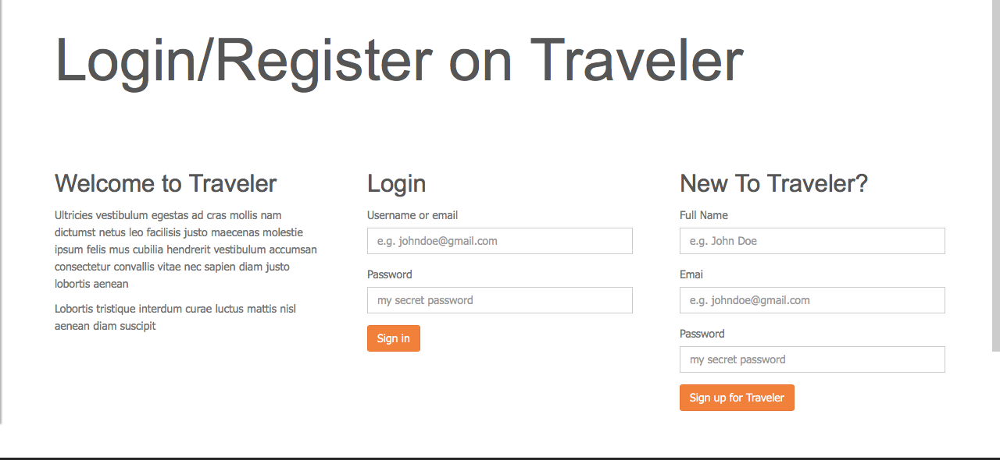 Login/Register on Traveler
Welcome to Traveler
Ultricies vestibulum egestas ad cras mollis nam
dictumst netus leo facilisis justo maecenas molestie
ipsum felis mus cubilia hendrerit vestibulum accumsan
consectetur convallis vitae nec sapien diam justo
lobortis aenean
Lobortis tristique interdum curae luctus mattis nisl
aenean diam suscipit
Login
Username or email
e.g. johndoe@gmail.com
Password
my secret password
Sign in
New To Traveler?
Full Name
e.g. John Doe
Emai
e.g. johndoe@gmail.com
Password
my secret password
Sign up for Traveler